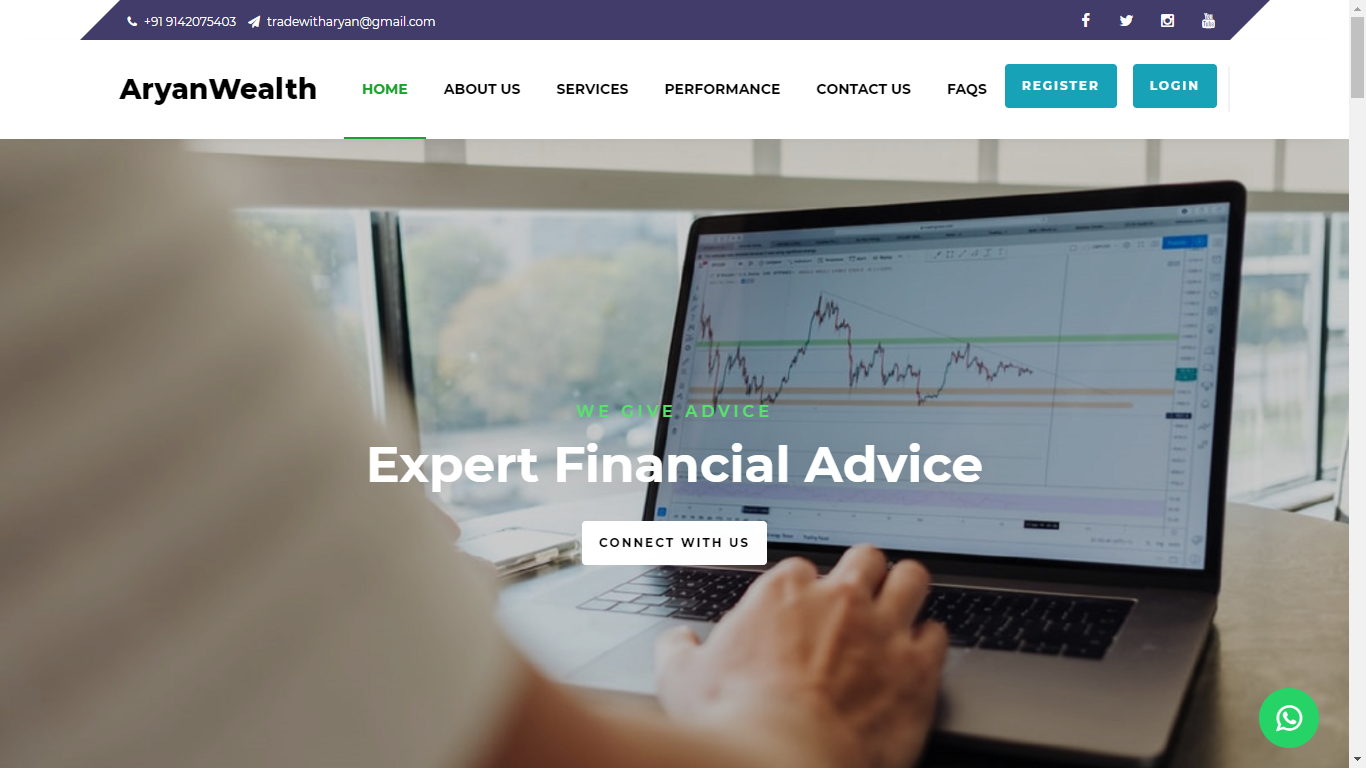 +91 9142075403 tradewitharyan@gmail.com
AryanWealth HOME ABOUT US SERVICES PERFORMANCE CONTACT US FAQS REGISTER LOGIN
WE GIVE ADVICE
Expert Financial Advice
CONNECT WITH US